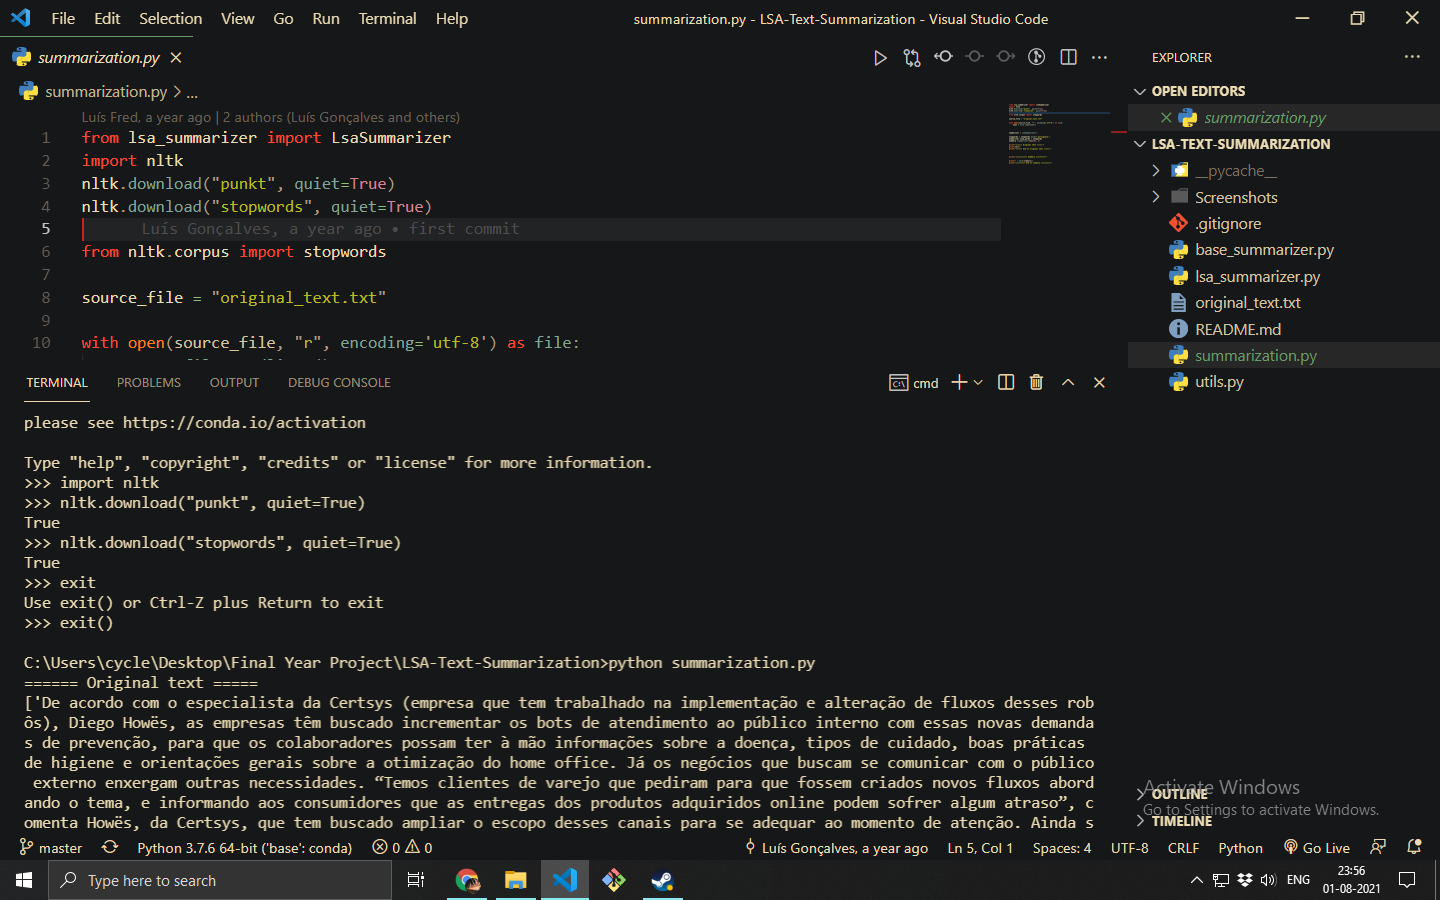 File Edit Selection View Go Run Terminal Help
summarization.py - LSA-Text-Summarization - Visual Studio Code
summarization.py
summarization.py > ...
Luís Fred, a year ago | 2 authors (Luís Gonçalves and others)
1 from lsa_summarizer import LsaSummarizer
2 import nltk
3 nltk.download("punkt", quiet=True)
4 nltk.download("stopwords", quiet=True)
5 Luís Gonçalves, a year ago • first commit
6 from nltk.corpus import stopwords
7
8 source_file = "original_text.txt"
9
10 with open(source_file, "r", encoding='utf-8') as file:
TERMINAL PROBLEMS OUTPUT DEBUG CONSOLE
cmd
please see https://conda.io/activation
Type "help", "copyright", "credits" or "license" for more information.
>>> import nltk
>>> nltk.download("punkt", quiet=True)
True
>>> nltk.download("stopwords", quiet=True)
True
>>> exit
Use exit() or Ctrl-Z plus Return to exit
>>> exit()
C:\Users\cycle\Desktop\Final Year Project\LSA-Text-Summarization>python summarization.py
====== Original text =====
['De acordo com o especialista da Certsys (empresa que tem trabalhado na implementação e alteração de fluxos desses rob
ôs), Diego Howës, as empresas têm buscado incrementar os bots de atendimento ao público interno com essas novas demanda
s de prevenção, para que os colaboradores possam ter à mão informações sobre a doença, tipos de cuidado, boas práticas
de higiene e orientações gerais sobre a otimização do home office. Já os negócios que buscam se comunicar com o público
externo enxergam outras necessidades. “Temos clientes de varejo que pediram para que fossem criados novos fluxos abord
ando o tema, e informando aos consumidores que as entregas dos produtos adquiridos online podem sofrer algum atraso”, c
omenta Howës, da Certsys, que tem buscado ampliar o escopo desses canais para se adequar ao momento de atenção. Ainda s
EXPLORER
OPEN EDITORS
summarization.py
LSA-TEXT-SUMMARIZATION
__pycache__
Screenshots
.gitignore
base_summarizer.py
lsa_summarizer.py
original_text.txt
README.md
summarization.py
utils.py
Activate Windows
OUTLINE
Go to Settings to activate Windows.
TIMELINE
master Python 3.7.6 64-bit ('base': conda) 0 0 Luís Gonçalves, a year ago Ln 5, Col 1 Spaces: 4 UTF-8 CRLF Python Go Live
Type here to search
ENG
23:56
01-08-2021